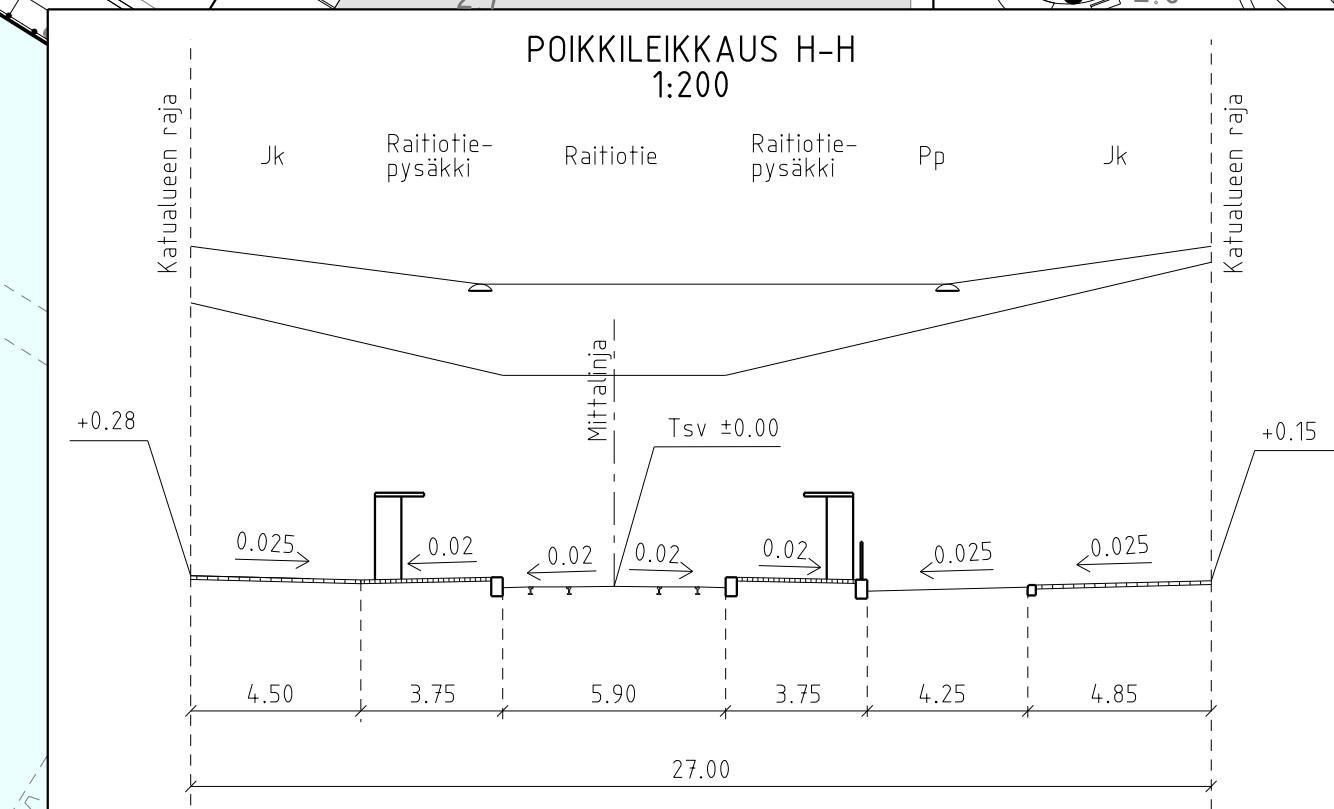 2.7
POIKKILEIKKAUS H-H
1:200
Katualueen raja
Jk
Raitiotie-
pysäkki
Raitiotie
Raitiotie-
pysäkki
Pp
Jk
Katualueen raja
Mittalinja
+0.28
Tsv ±0.00
+0.15
0.025
0.02
0.02
0.02
0.02
0.025
0.025
4.50
3.75
5.90
3.75
4.25
4.85
27.00